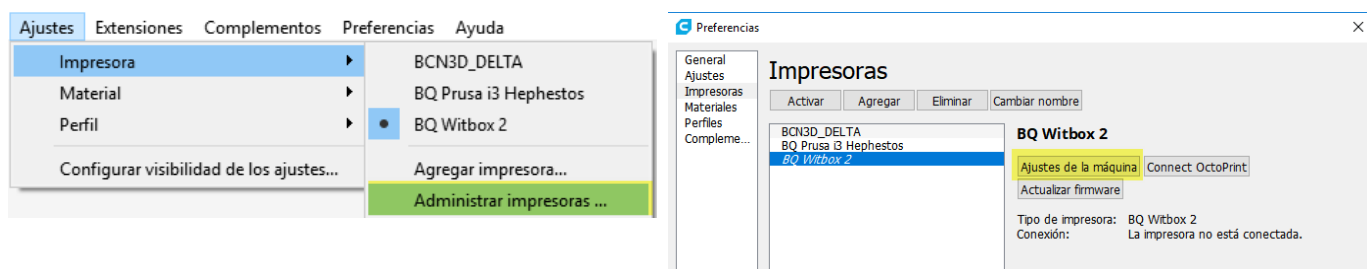 Ajustes Extensiones Complementos Preferencias Ayuda
Impresora
Material
Perfil
Configurar visibilidad de los ajustes...
BCN3D_DELTA
BQ Prusa i3 Hephestos
BQ Witbox 2
Agregar impresora...
Administrar impresoras ...
Preferencias
General
Ajustes
Impresoras
Materiales
Perfiles
Compleme...
Impresoras
Activar Agregar Eliminar Cambiar nombre
BCN3D_DELTA
BQ Prusa i3 Hephestos
BQ Witbox 2
BQ Witbox 2
Ajustes de la máquina Connect OctoPrint
Actualizar firmware
Tipo de impresora: BQ Witbox 2
Conexión: La impresora no está conectada.